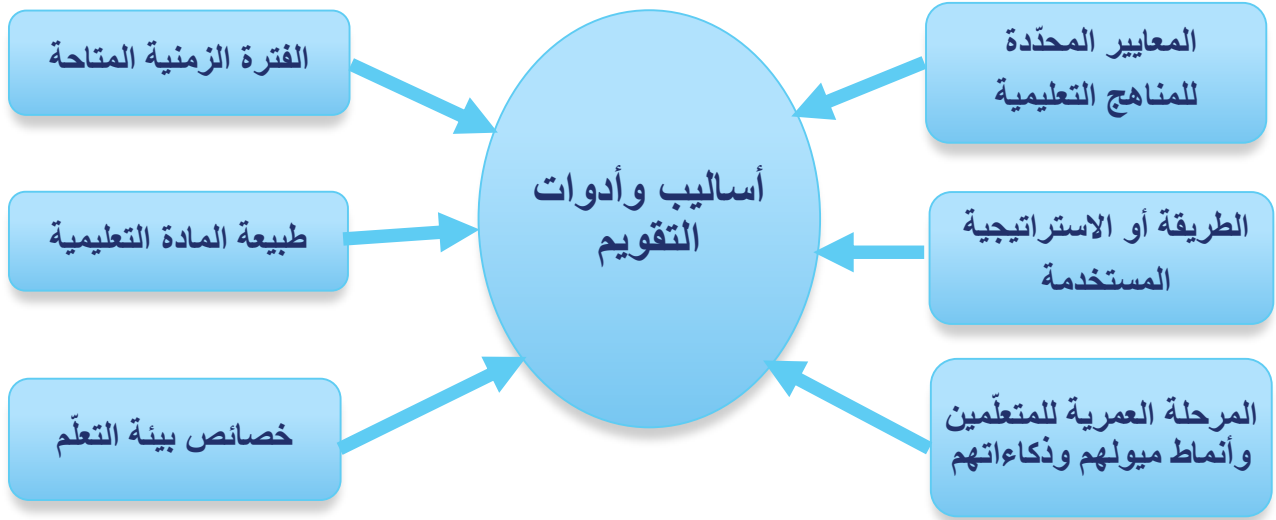 المعايير المحدّدة
للمناهج التعليمية
الطريقة أو الاستراتيجية
المستخدمة
المرحلة العمرية للمتعلّمين
وأنماط ميولهم وذكاءاتهم
أساليب وأدوات
التقويم
الفترة الزمنية المتاحة
طبيعة المادة التعليمية
خصائص بيئة التعلّم